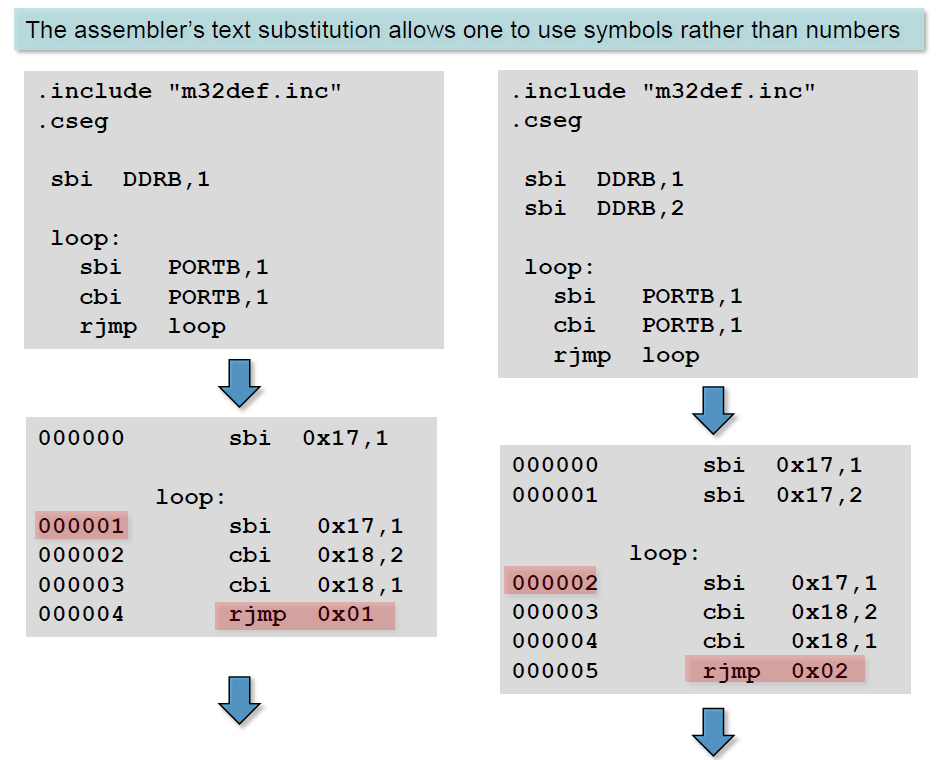 The assembler's text substitution allows one to use symbols rather than numbers
.include "m32def.inc"
.cseg
sbi DDRB,1
loop:
sbi PORTB,1
cbi PORTB,1
rjmp loop
000000 sbi 0x17,1
loop:
000001 sbi 0x17,1
000002 cbi 0x18,2
000003 cbi 0x18,1
000004 rjmp 0x01
.include "m32def.inc"
.cseg
sbi DDRB,1
sbi DDRB,2
loop:
sbi PORTB,1
cbi PORTB,1
rjmp loop
000000 sbi 0x17,1
000001 sbi 0x17,2
loop:
000002 sbi 0x17,1
000003 cbi 0x18,2
000004 cbi 0x18,1
000005 rjmp 0x02